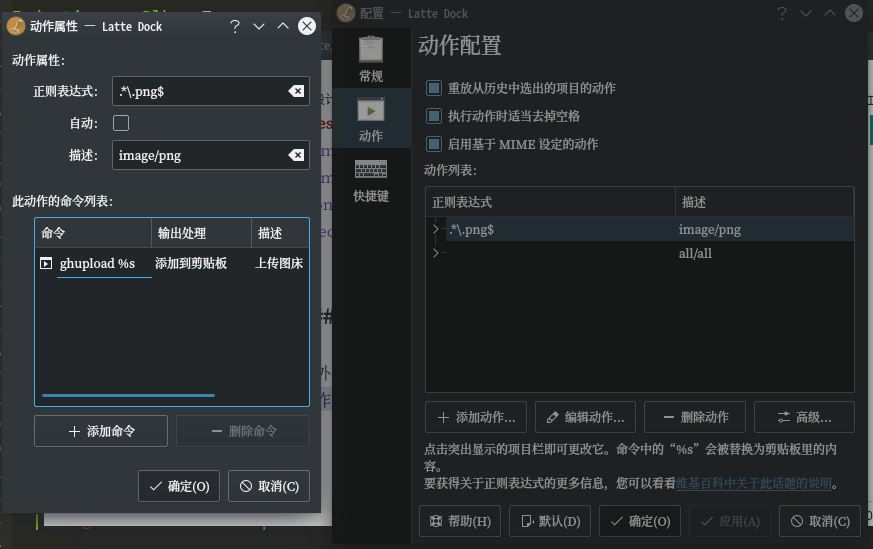 动作属性 — Latte Dock
动作属性:
正则表达式: .*\.png$
自动:
描述: image/png
此动作的命令列表:
命令 输出处理 描述
ghupload %s 添加到剪贴板 上传图床
添加命令 删除命令
确定(O) 取消(C)
配置 — Latte Dock
常规
动作
快捷键
动作配置
重放从历史中选出的项目的动作
执行动作时适当去掉空格
启用基于 MIME 设定的动作
动作列表:
正则表达式 描述
.*\.png$ image/png
all/all
添加动作... 编辑动作... 删除动作 高级...
点击突出显示的项目栏即可更改它。命令中的“%s”会被替换为剪贴板里的内
容。
要获得关于正则表达式的更多信息，您可以看看维基百科中关于此话题的说明。
帮助(H) 默认(D) 确定(O) 应用(A) 取消(C)